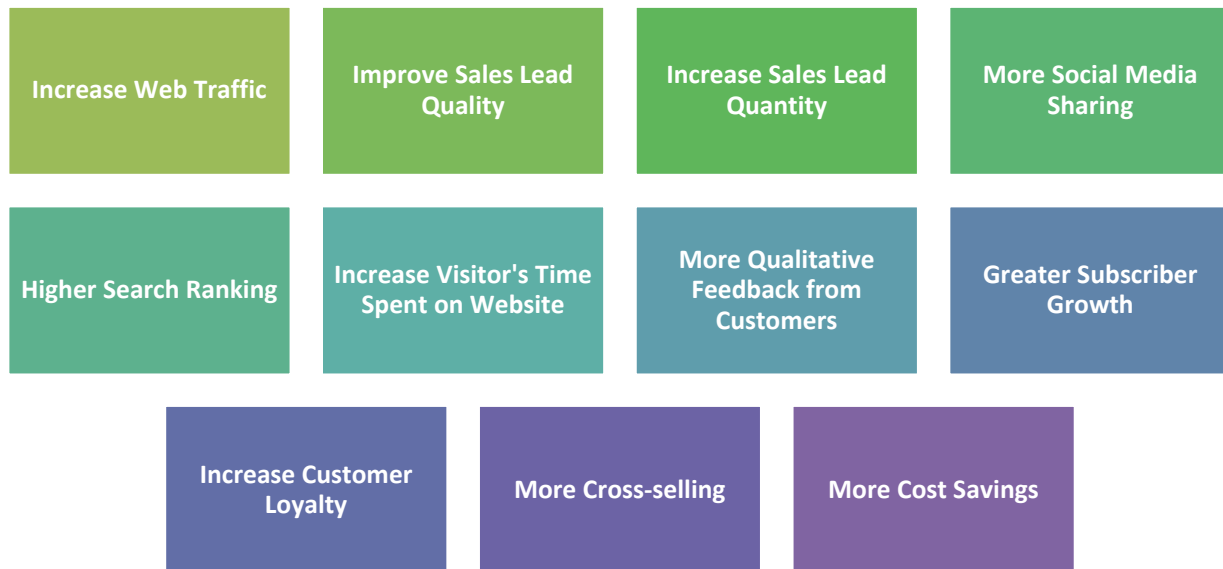 Increase Web Traffic
Improve Sales Lead
Quality
Increase Sales Lead
Quantity
More Social Media
Sharing
Higher Search Ranking
Increase Visitor's Time
Spent on Website
More Qualitative
Feedback from
Customers
Greater Subscriber
Growth
Increase Customer
Loyalty
More Cross-selling
More Cost Savings